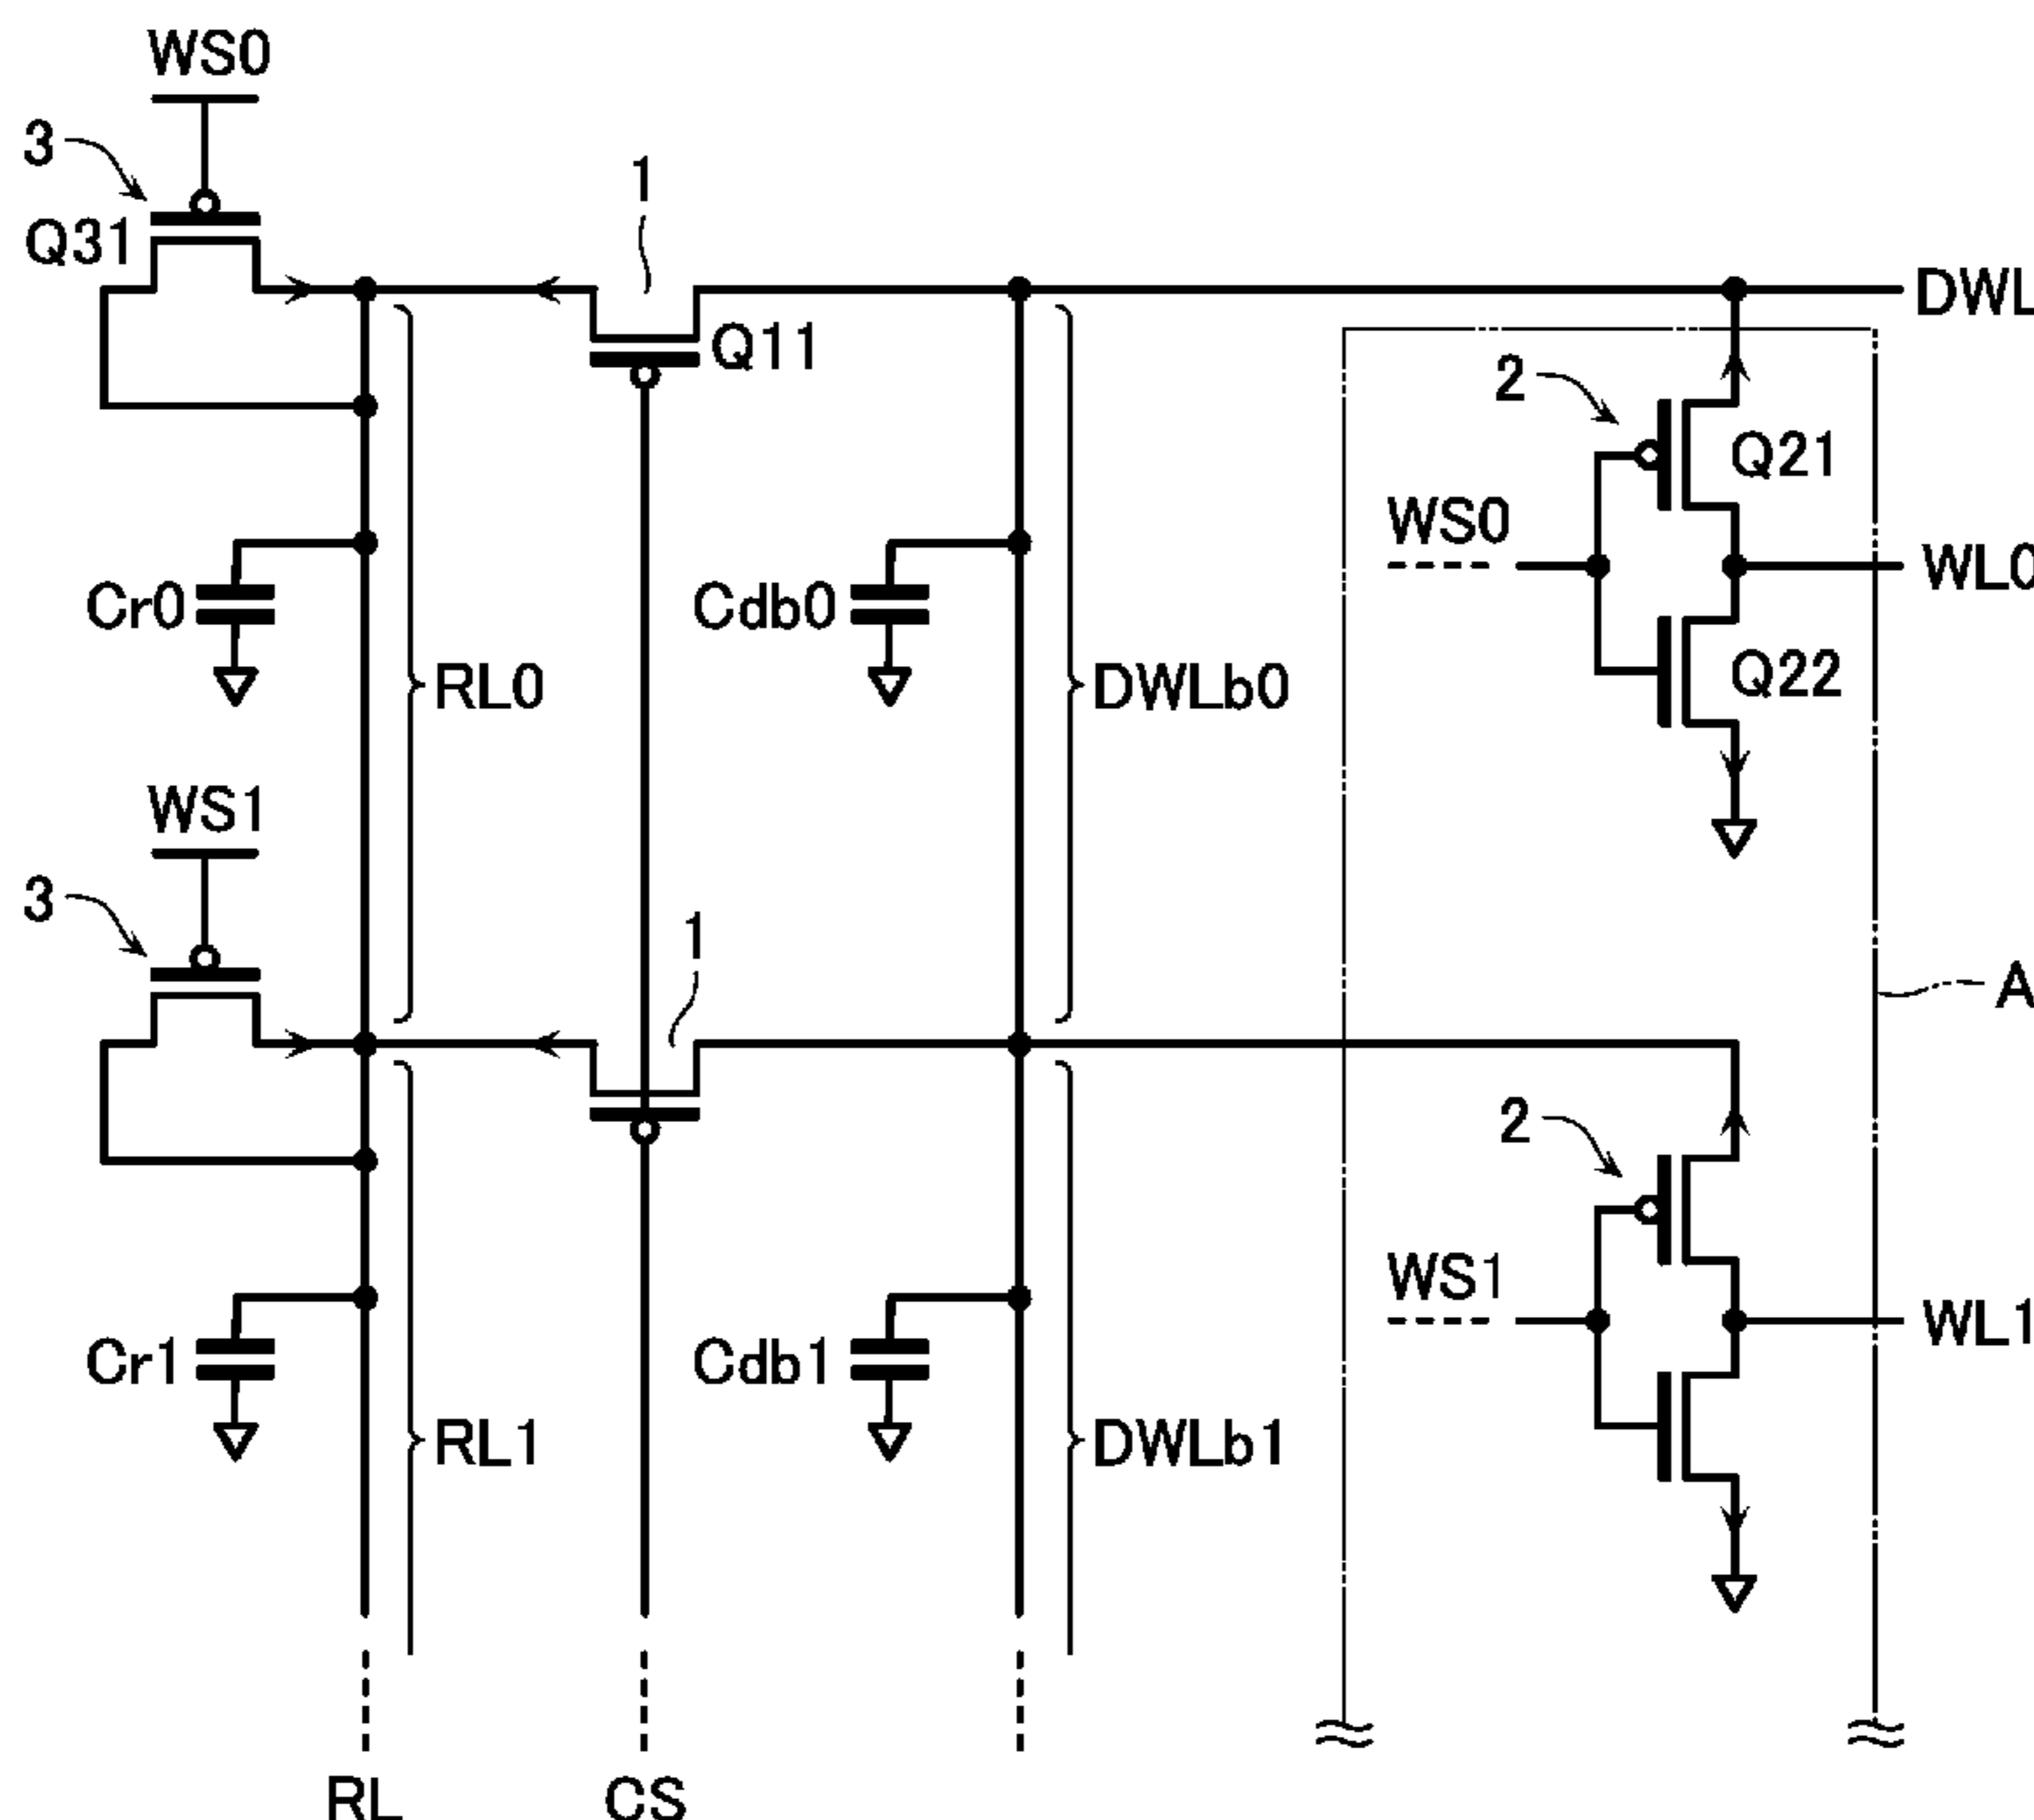 WS0
3
Q31
1
Q11
DWL
2
Q21
WS0
WL0
Cr0
Cdb0
RL0
DWLb0
Q22
WS1
3
1
A
2
WS1
WL1
Cr1
Cdb1
RL1
DWLb1
RL
CS